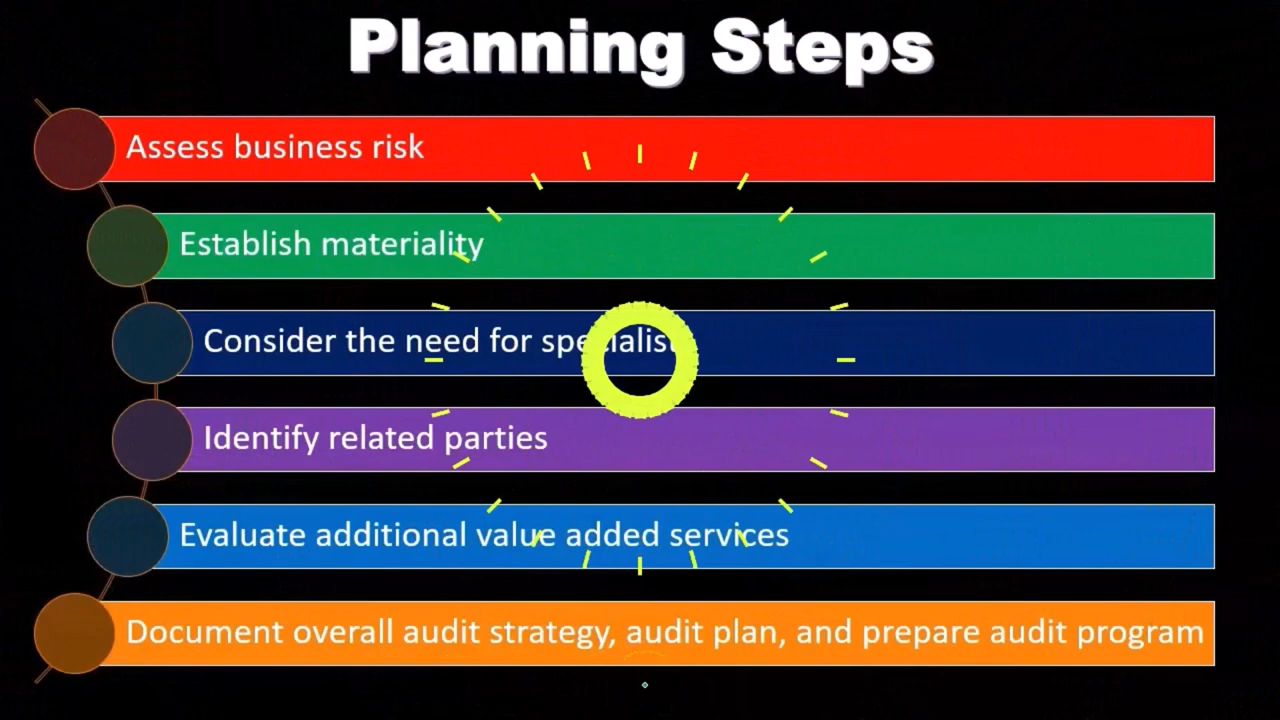 Planning Steps
Assess business risk
Establish materiality
Consider the need for specialist
Identify related parties
Evaluate additional value added services
Document overall audit strategy, audit plan, and prepare audit program